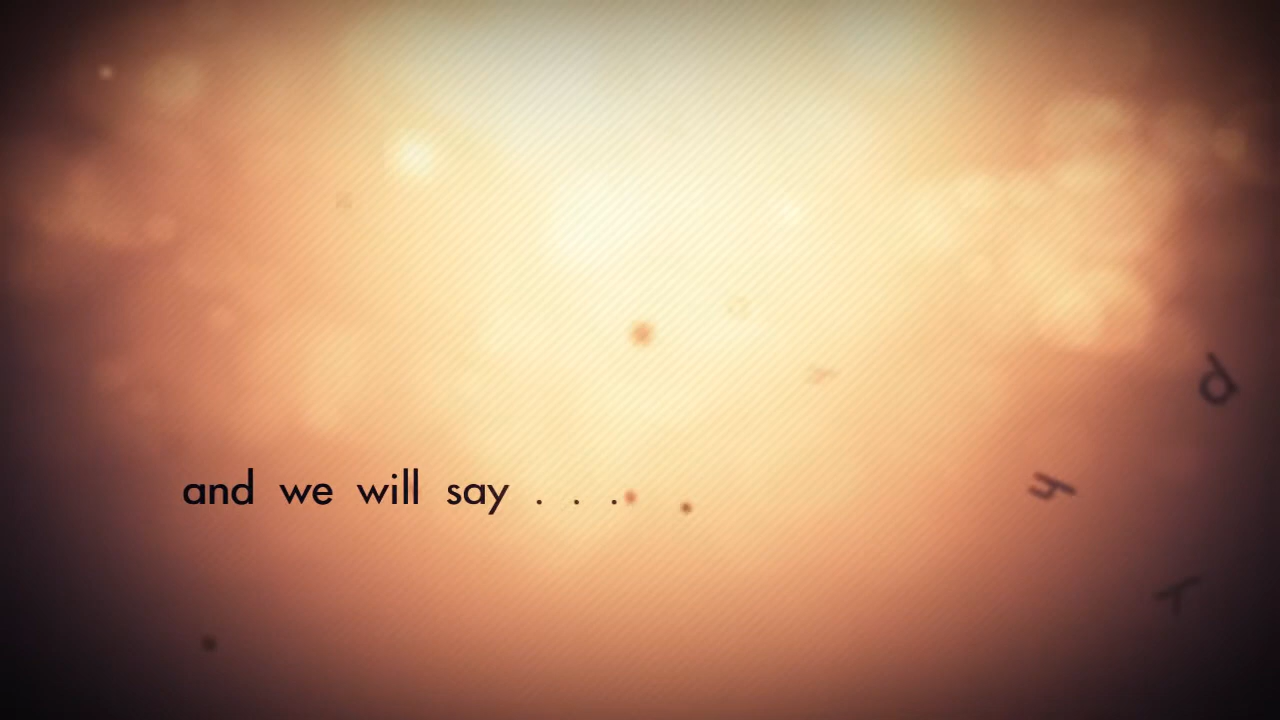 and we will say . . .